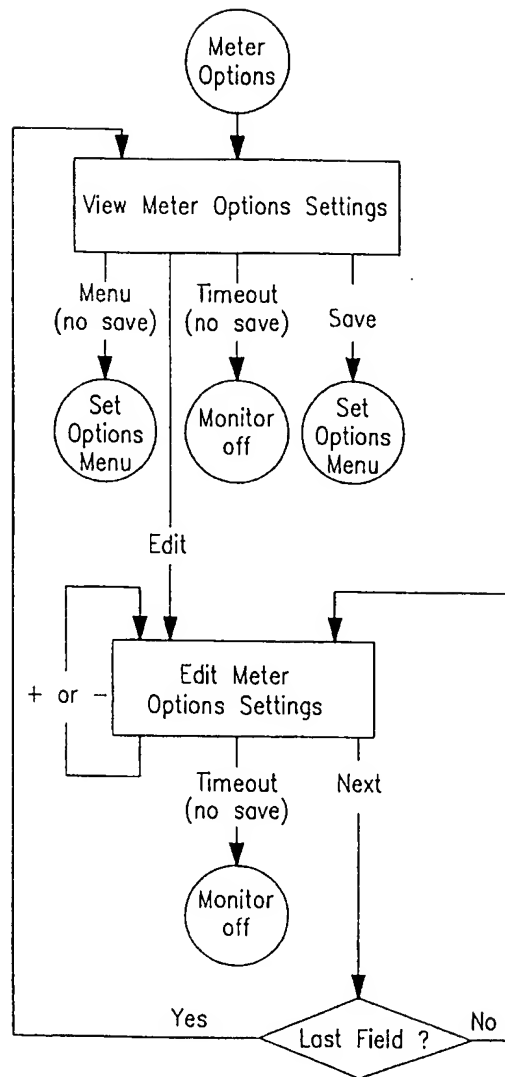 Meter
Options
View Meter Options Settings
Menu
(no save)
Timeout
(no save)
Save
Set
Options
Menu
Monitor
off
Set
Options
Menu
Edit
+ or -
Edit Meter
Options Settings
Timeout
(no save)
Next
Monitor
off
Yes
Last Field ?
No